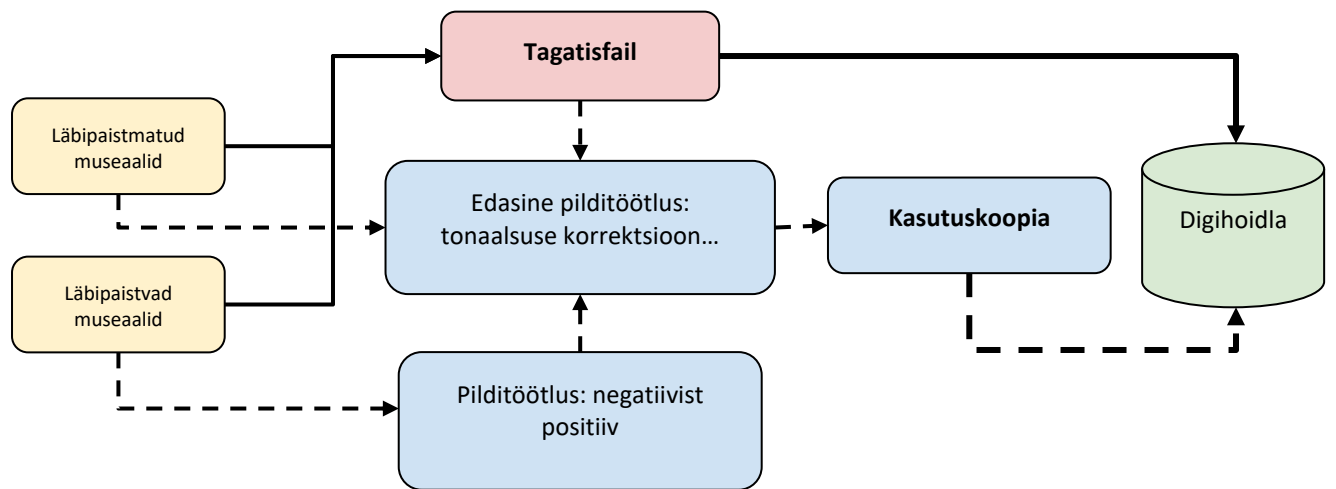 Tagatisfail
Läbipaistmatud
museaalid
Edasine pilditöötlus:
tonaalsuse korrektsioon…
Kasutuskoopia
Digihoidla
Läbipaistvad
museaalid
Pilditöötlus: negatiivist
positiiv